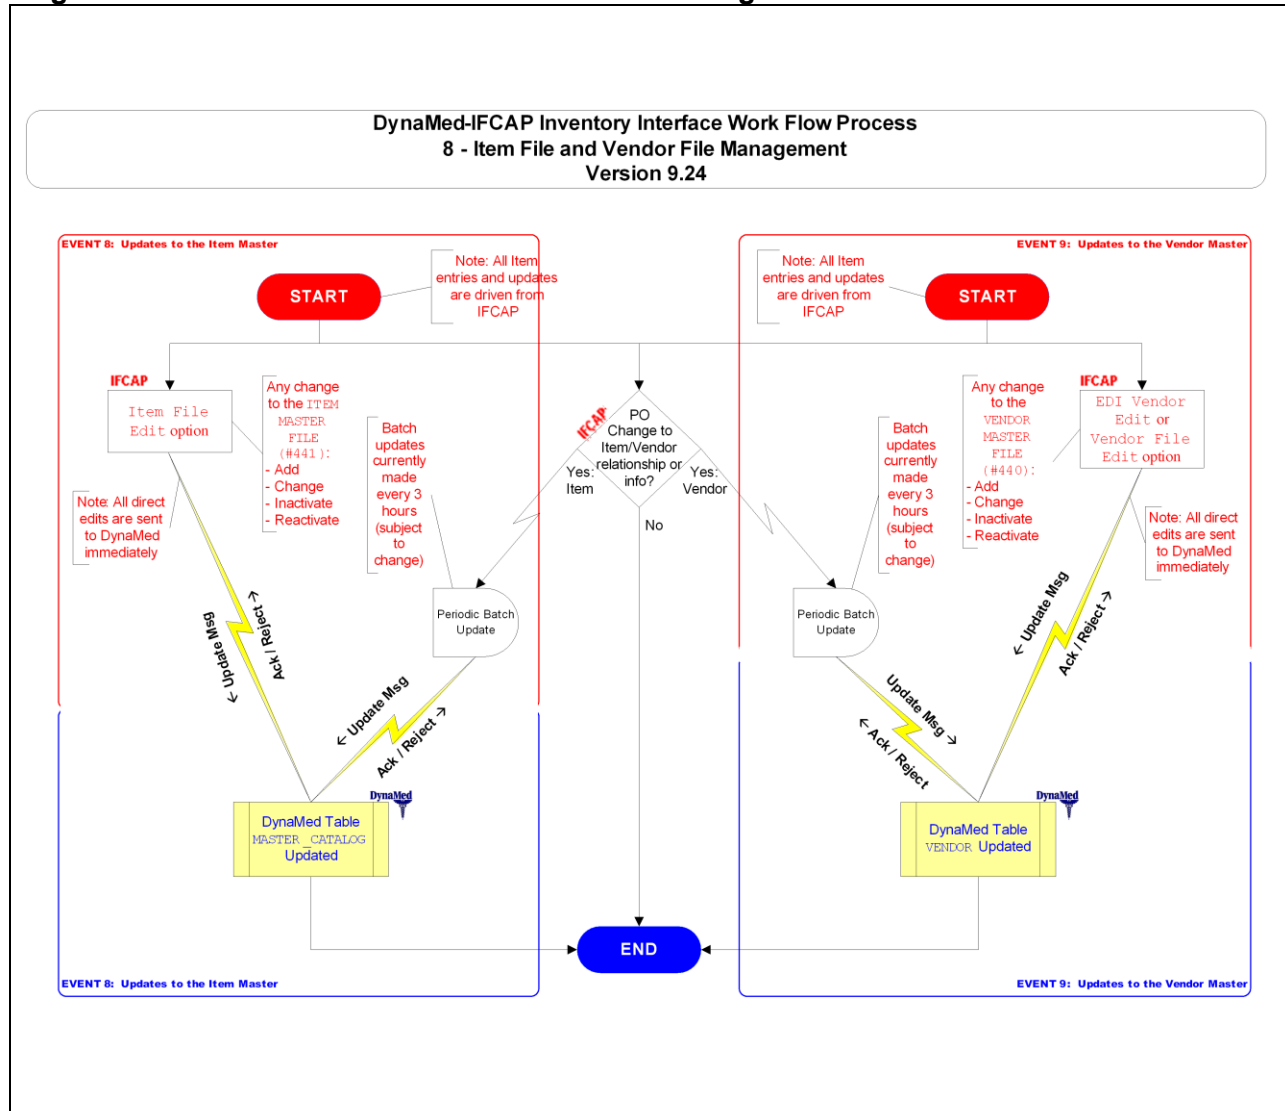 DynaMed-IFCAP Inventory Interface Work Flow Process
8 - Item File and Vendor File Management
Version 9.24
EVENT 8: Updates to the Item Master
Note: All Item
entries and updates
are driven from
IFCAP
START
IFCAP
Item File
Edit option
Any change
to the ITEM
MASTER
FILE
(#441):
- Add
- Change
- Inactivate
- Reactivate
Note: All direct
edits are sent
to DynaMed
immediately
Batch
updates
currently
made
every 3
hours
(subject
to
change)
Periodic Batch
Update
← Update Msg
Ack / Reject →
← Update Msg
Ack / Reject →
DynaMed
DynaMed Table
MASTER_CATALOG
Updated
EVENT 8: Updates to the Item Master
IFCAP
PO
Change to
Item/Vendor
relationship or
info?
Yes:
Item
Yes:
Vendor
No
END
EVENT 9: Updates to the Vendor Master
Note: All Item
entries and updates
are driven from
IFCAP
START
IFCAP
EDI Vendor
Edit or
Vendor File
Edit option
Any change
to the
VENDOR
MASTER
FILE
(#440):
- Add
- Change
- Inactivate
- Reactivate
Batch
updates
currently
made
every 3
hours
(subject
to
change)
Note: All direct
edits are sent
to DynaMed
immediately
Periodic Batch
Update
← Update Msg
Ack / Reject →
Update Msg →
← Ack / Reject
DynaMed
DynaMed Table
VENDOR Updated
EVENT 9: Updates to the Vendor Master